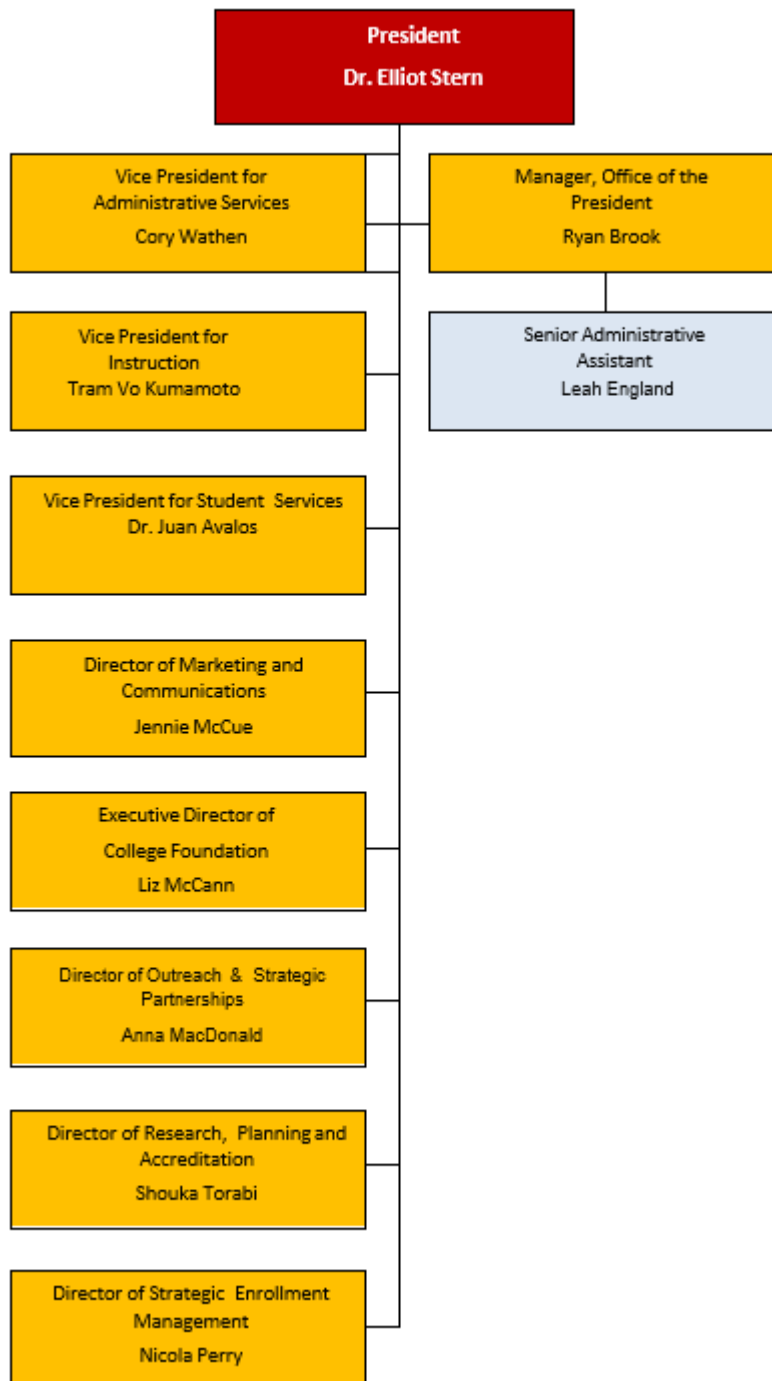 President
Dr. Elliot Stern
Vice President for
Administrative Services
Cory Wathen
Manager, Office of the
President
Ryan Brook
Vice President for
Instruction
Tram Vo Kumamoto
Senior Administrative
Assistant
Leah England
Vice President for Student Services
Dr. Juan Avalos
Director of Marketing and
Communications
Jennie McCue
Executive Director of
College Foundation
Liz McCann
Director of Outreach & Strategic
Partnerships
Anna MacDonald
Director of Research, Planning and
Accreditation
Shouka Torabi
Director of Strategic Enrollment
Management
Nicola Perry